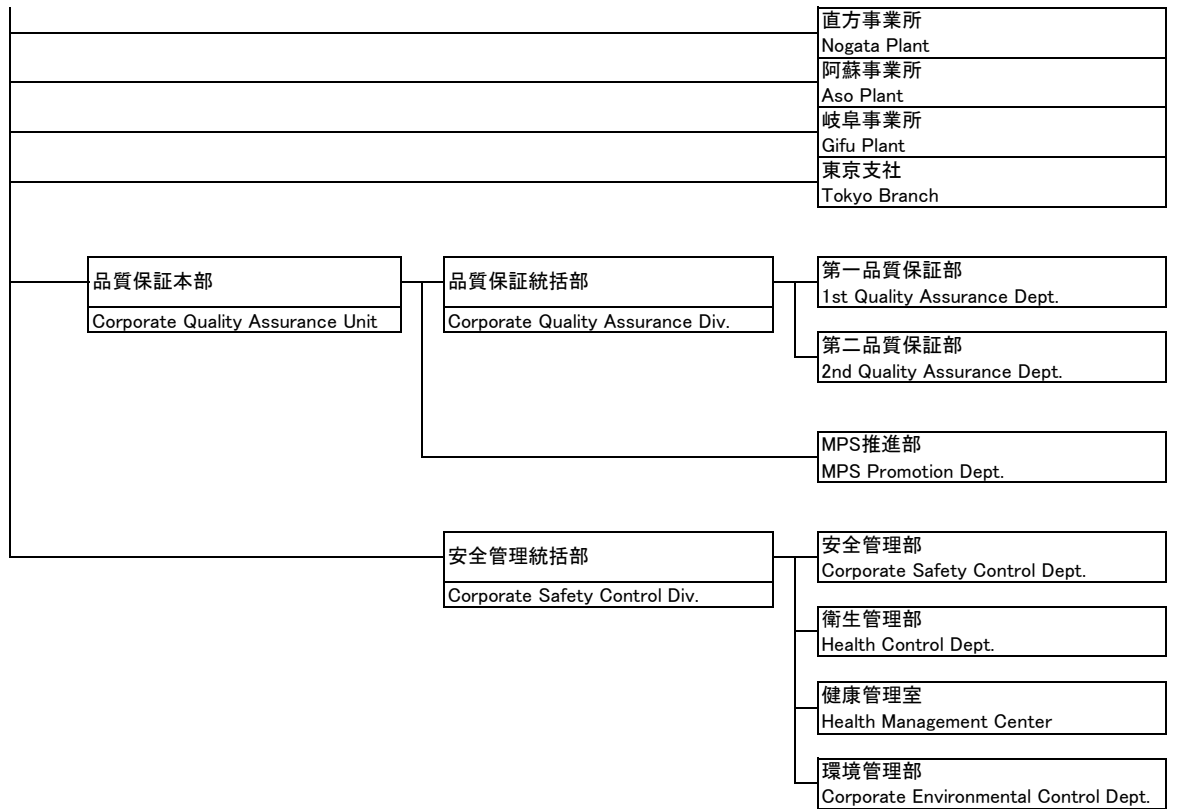 直方事業所
Nogata Plant
阿蘇事業所
Aso Plant
岐阜事業所
Gifu Plant
東京支社
Tokyo Branch
品質保証本部
Corporate Quality Assurance Unit
品質保証統括部
Corporate Quality Assurance Div.
第一品質保証部
1st Quality Assurance Dept.
第二品質保証部
2nd Quality Assurance Dept.
MPS推進部
MPS Promotion Dept.
安全管理統括部
Corporate Safety Control Div.
安全管理部
Corporate Safety Control Dept.
衛生管理部
Health Control Dept.
健康管理室
Health Management Center
環境管理部
Corporate Environmental Control Dept.